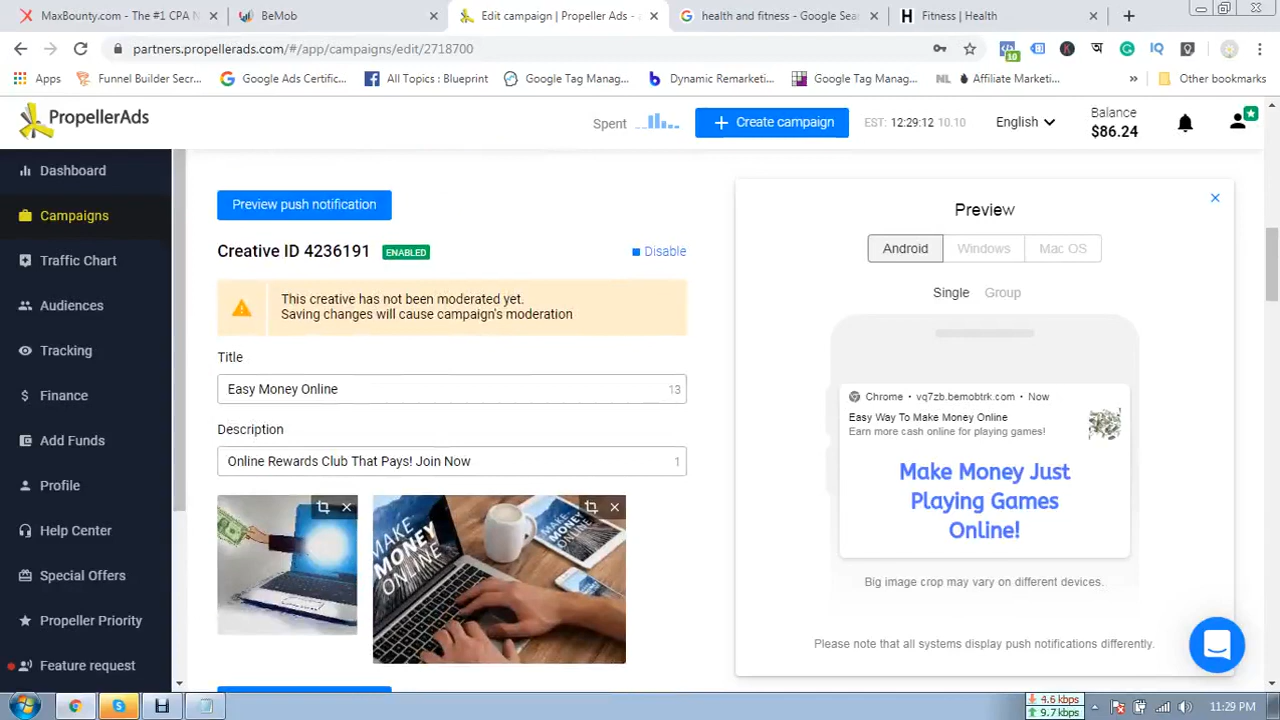 MaxBounty.com - The #1 CPA N
BeMob
Edit campaign | Propeller Ads -
health and fitness - Google Sea
Fitness | Health
partners.propellerads.com/#/app/campaigns/edit/2718700
10
Apps
Funnel Builder Secr...
Google Ads Certific...
All Topics : Blueprint
Google Tag Manag...
Dynamic Remarketi...
Google Tag Manag...
NL
Affiliate Marketi...
Other bookmarks
PropellerAds
Spent
Create campaign
EST: 12:29:12 10.10
English
Balance
$86.24
Dashboard
Campaigns
Traffic Chart
Audiences
Tracking
Finance
Add Funds
Profile
Help Center
Special Offers
Propeller Priority
Feature request
Preview push notification
Creative ID 4236191 ENABLED
Disable
This creative has not been moderated yet.
Saving changes will cause campaign's moderation
Title
Easy Money Online 13
Description
Online Rewards Club That Pays! Join Now 1
MAKE
MONEY
ONLINE
Preview
Android Windows Mac OS
Single Group
Chrome • vq7zb.bemobtrk.com • Now
Easy Way To Make Money Online
Earn more cash online for playing games!
Make Money Just
Playing Games
Online!
Big image crop may vary on different devices.
Please note that all systems display push notifications differently.
4.6 kbps
9.7 kbps
11:29 PM